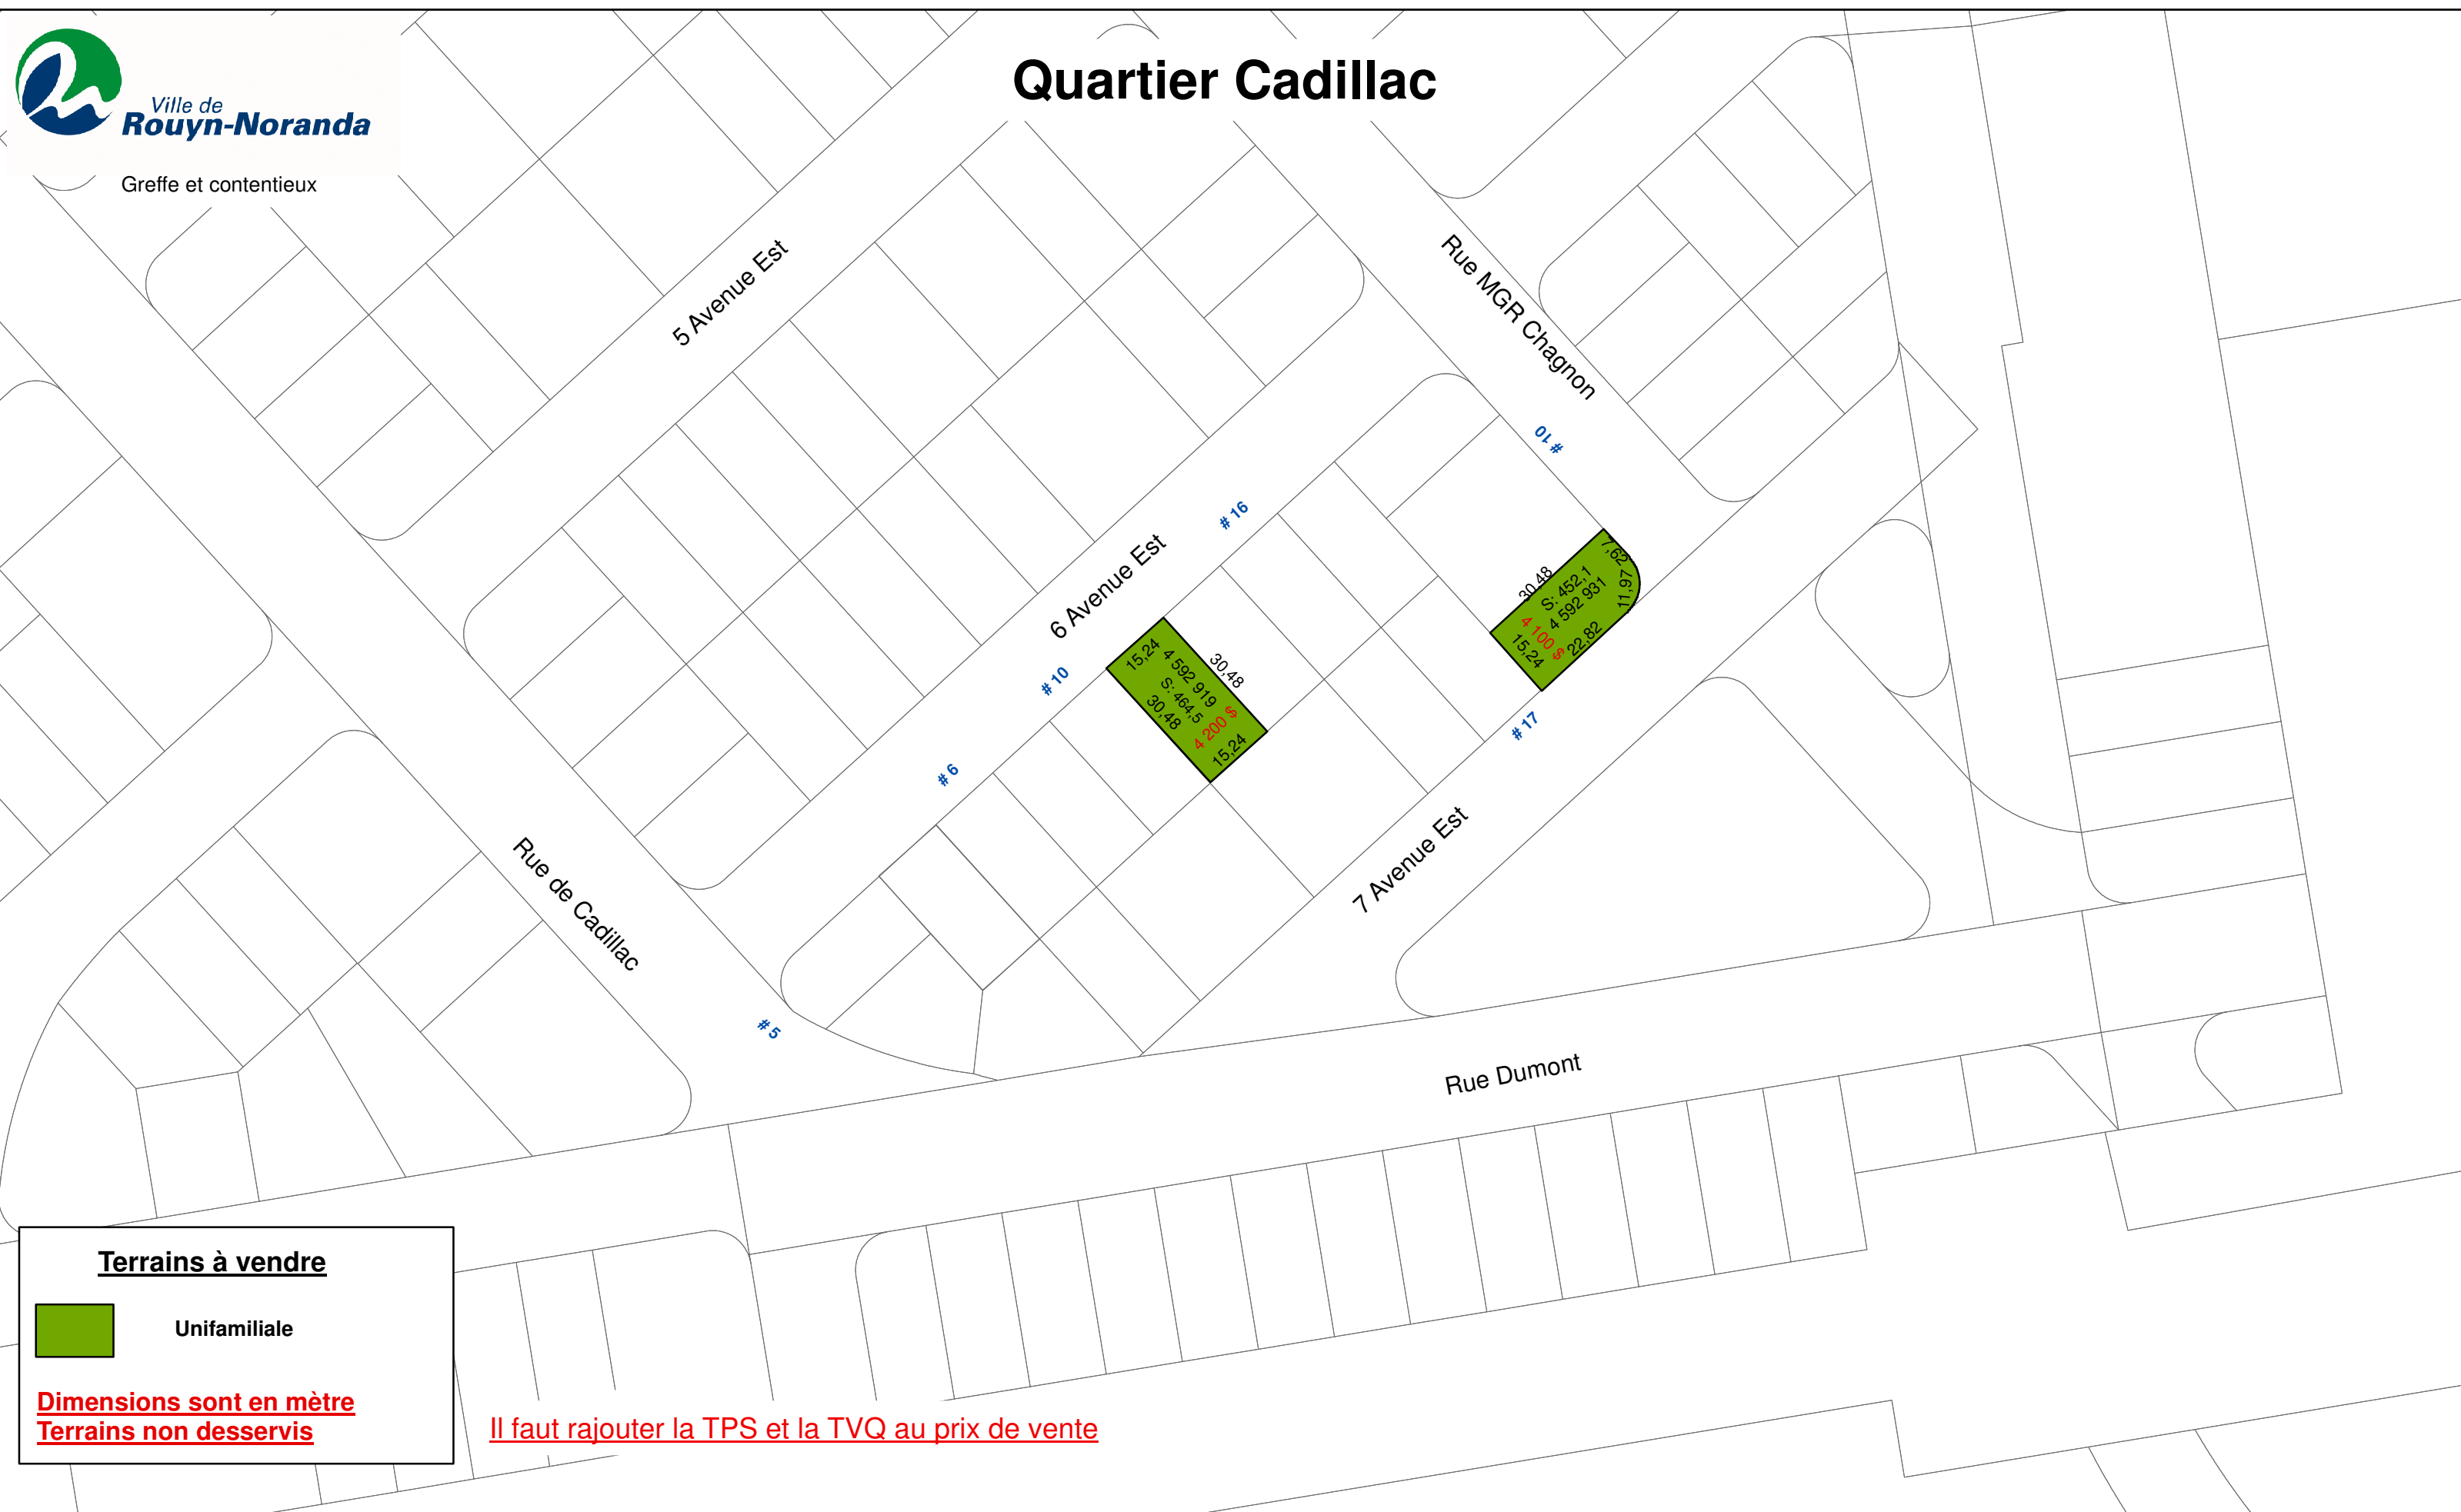 Quartier Cadillac
Ville de
Rouyn-Noranda
Greffe et contentieux
5 Avenue Est
Rue MGR Chagnon
# 10
# 16
6 Avenue Est
30,48
7,62
S: 452,1
4 592 931
11,97
4 100 $
22,82
15,24
# 17
# 10
15,24
4 592 919
30,48
S: 464,5
30,48
4 200 $
15,24
# 6
7 Avenue Est
Rue de Cadillac
# 5
Rue Dumont
Terrains à vendre
Unifamiliale
Dimensions sont en mètre
Terrains non desservis
Il faut rajouter la TPS et la TVQ au prix de vente